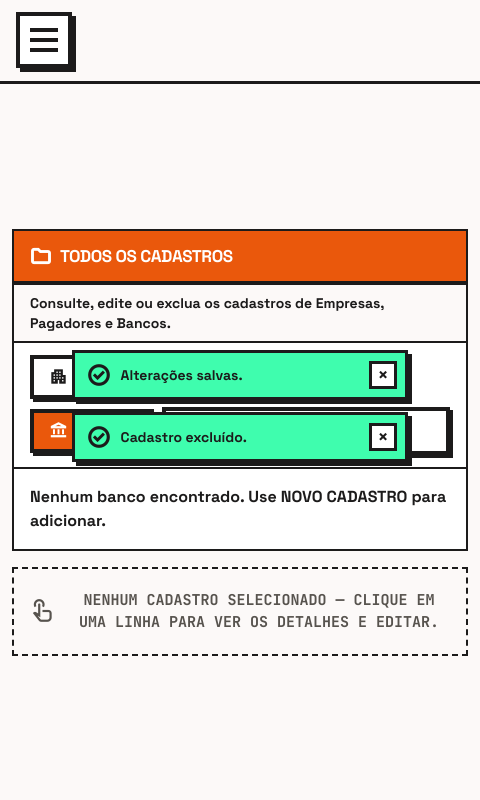 TODOS OS CADASTROS
Consulte, edite ou exclua os cadastros de Empresas,
Pagadores e Bancos.
Alterações salvas.
×
Cadastro excluído.
×
Nenhum banco encontrado. Use NOVO CADASTRO para
adicionar.
NENHUM CADASTRO SELECIONADO — CLIQUE EM
UMA LINHA PARA VER OS DETALHES E EDITAR.